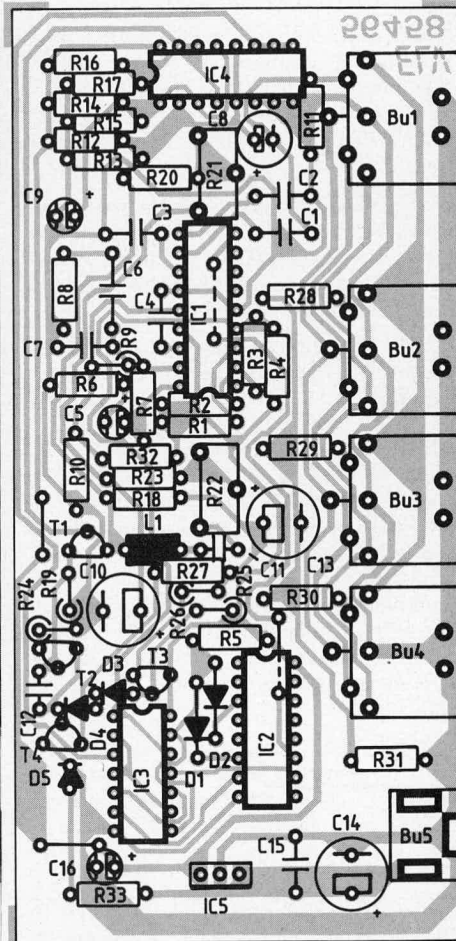 56458
ELV
R16
IC4
R17
R14
C8
R15
R11
Bu1
R12
R13
R21
R20
C2
C9
+
C3
C1
C6
R8
C4
IC1
R28
C7
R9
R3
R4
Bu2
R6
R7
R2
C5
R1
R29
R32
R10
R23
R22
R18
Bu3
T1
L1
C11
C13
R27
R25
R24
R19
C10
R26
R30
R5
Bu4
D3
T3
T2
C12
D4
D2
IC2
T4
D5
IC3
D1
R31
C15
C14
Bu5
C16
R33
IC5